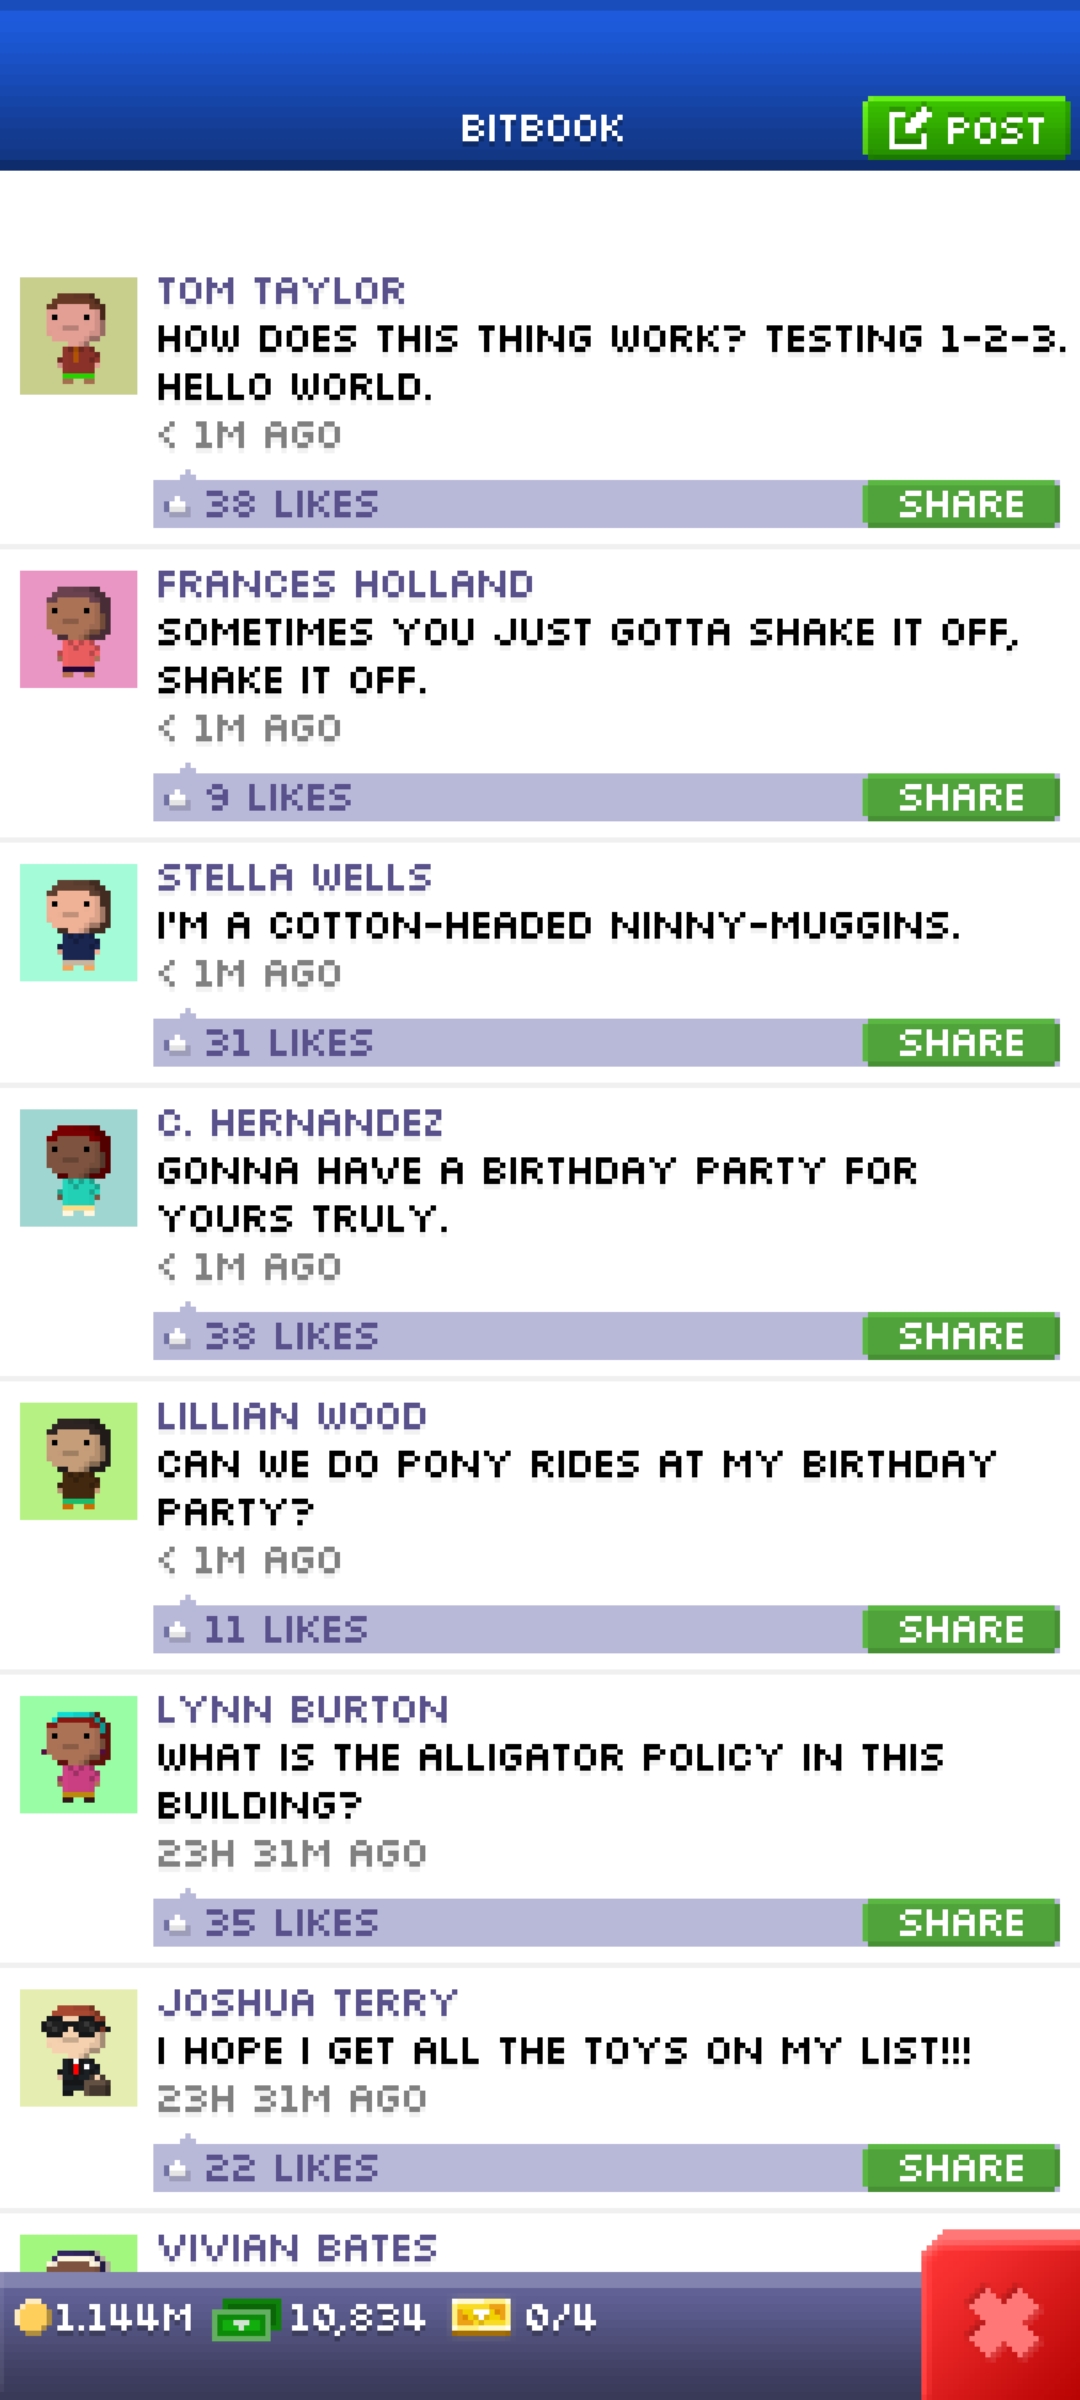 BITBOOK
POST
TOM TAYLOR
HOW DOES THIS THING WORK? TESTING 1-2-3.
HELLO WORLD.
< 1M AGO
38 LIKES
SHARE
FRANCES HOLLAND
SOMETIMES YOU JUST GOTTA SHAKE IT OFF,
SHAKE IT OFF.
< 1M AGO
9 LIKES
SHARE
STELLA WELLS
I'M A COTTON-HEADED NINNY-MUGGINS.
< 1M AGO
31 LIKES
SHARE
C. HERNANDEZ
GONNA HAVE A BIRTHDAY PARTY FOR
YOURS TRULY.
< 1M AGO
38 LIKES
SHARE
LILLIAN WOOD
CAN WE DO PONY RIDES AT MY BIRTHDAY
PARTY?
< 1M AGO
11 LIKES
SHARE
LYNN BURTON
WHAT IS THE ALLIGATOR POLICY IN THIS
BUILDING?
23H 31M AGO
35 LIKES
SHARE
JOSHUA TERRY
I HOPE I GET ALL THE TOYS ON MY LIST!!!
23H 31M AGO
22 LIKES
SHARE
VIVIAN BATES
1.144M 10,834 0/4